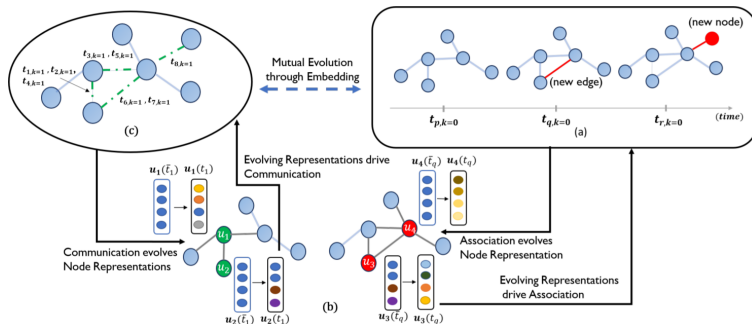 t_{3,k=1} , t_{5,k=1}
t_{1,k=1} , t_{2,k=1},
t_{4,k=1}
t_{8,k=1}
t_{6,k=1} , t_{7,k=1}
(c)
Mutual Evolution
through Embedding
(new node)
(new edge)
t_{p,k=0}
t_{q,k=0}
t_{r,k=0}
(time)
(a)
u_1(t̄_1)
u_1(t_1)
Evolving Representations drive
Communication
u_4(t̄_q)
u_4(t_q)
Communication evolves
Node Representations
u_1
u_2
u_4
u_3
Association evolves
Node Representation
u_2(t̄_1)
u_2(t_1)
(b)
u_3(t̄_q)
u_3(t_q)
Evolving Representations
drive Association